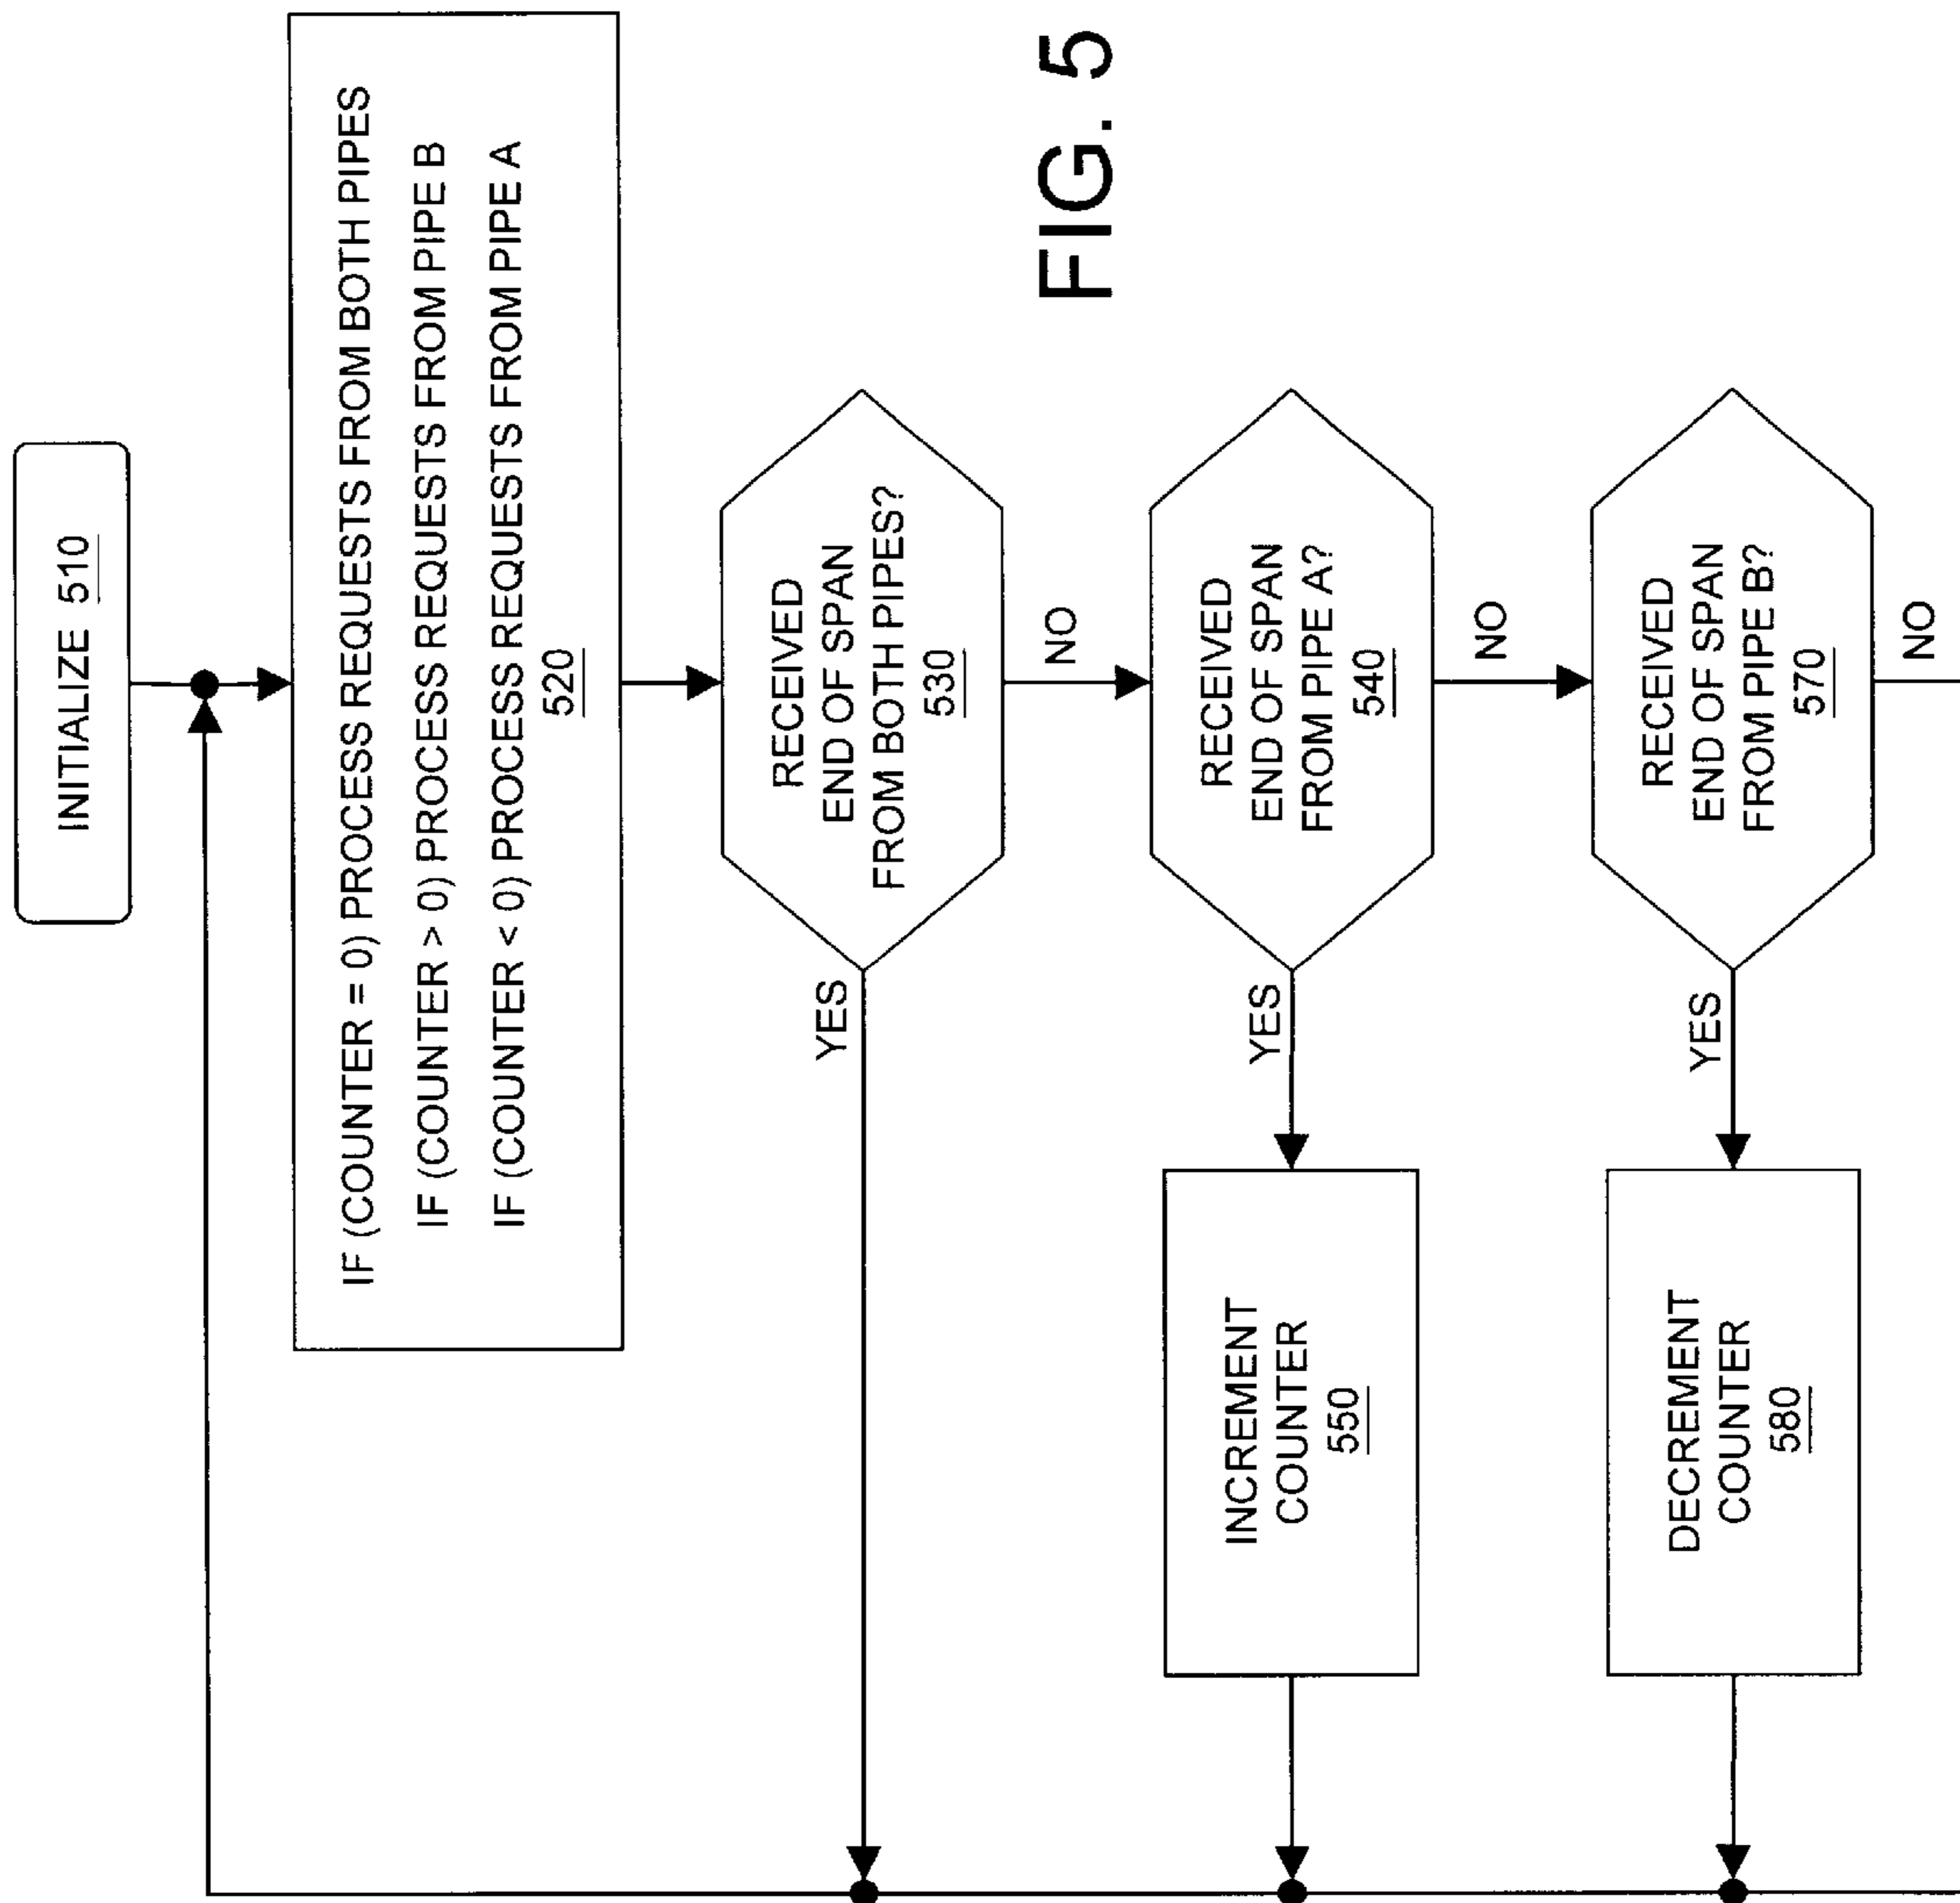 INITIALIZE 510
IF (COUNTER = 0) PROCESS REQUESTS FROM BOTH PIPES
IF (COUNTER > 0) PROCESS REQUESTS FROM PIPE B
IF (COUNTER < 0) PROCESS REQUESTS FROM PIPE A
520
RECEIVED
END OF SPAN
FROM BOTH PIPES?
530
YES
NO
RECEIVED
END OF SPAN
FROM PIPE A?
540
YES
NO
INCREMENT
COUNTER
550
RECEIVED
END OF SPAN
FROM PIPE B?
570
YES
NO
DECREMENT
COUNTER
580
FIG. 5